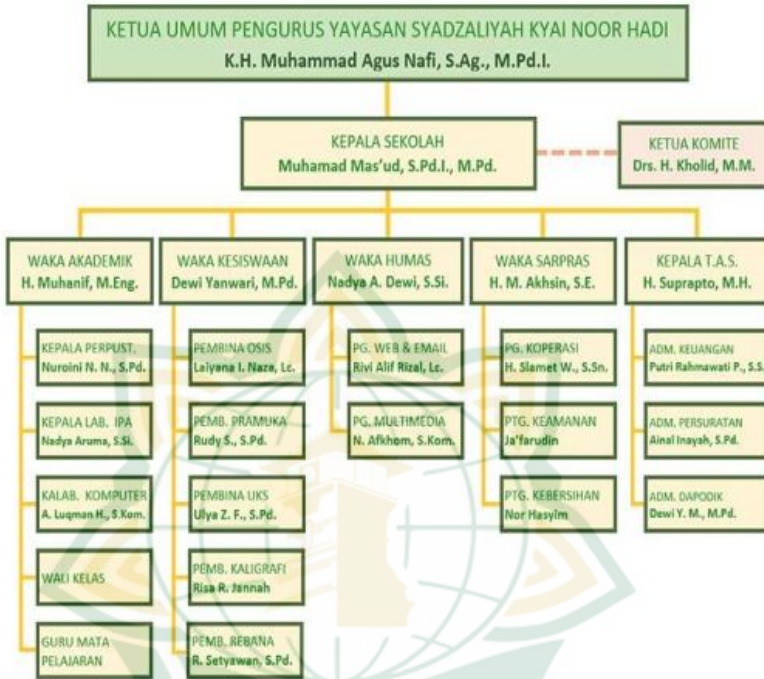 KETUA UMUM PENGURUS YAYASAN SYADZALIYAH KYAI NOOR HADI
K.H. Muhammad Agus Nafi, S.Ag., M.Pd.I.
KEPALA SEKOLAH
Muhamad Mas'ud, S.Pd.I., M.Pd.
KETUA KOMITE
Drs. H. Kholid, M.M.
WAKA AKADEMIK
H. Muhanif, M.Eng.
WAKA KESISWAAN
Dewi Yanwari, M.Pd.
WAKA HUMAS
Nadya A. Dewi, S.Si.
WAKA SARPRAS
H. M. Akhsin, S.E.
KEPALA T.A.S.
H. Suprapto, M.H.
KEPALA PERPUST.
Nuroini N. N., S.Pd.
KEPALA LAB. IPA
Nadya Aruma, S.Si.
KALAB. KOMPUTER
A. Luqman H., S.Kom.
WALI KELAS
GURU MATA
PELAJARAN
PEMBINA OSIS
Laiyana I. Naza, Lc.
PEMB. PRAMUKA
Rudy S., S.Pd.
PEMBINA UKS
Ulya Z. F., S.Pd.
PEMB. KALIGRAFI
Risa R. Jannah
PEMB. REBANA
R. Setyawan, S.Pd.
PG. WEB & EMAIL
Rivi Alif Rizal, Lc.
PG. MULTIMEDIA
N. Afkhom, S.Kom.
PG. KOPERASI
H. Slamet W., S.Sn.
PTG. KEAMANAN
Ja'farudin
PTG. KEBERSIHAN
Nor Hasyim
ADM. KEUANGAN
Putri Rahmawati P., S.S.
ADM. PERSURATAN
Ainal Inayah, S.Pd.
ADM. DAPODIK
Dewi Y. M., M.Pd.